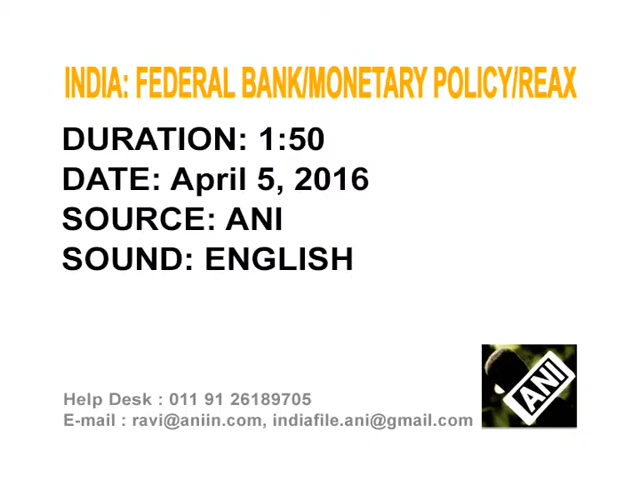 INDIA: FEDERAL BANK/MONETARY POLICY/REAX
DURATION: 1:50
DATE: April 5, 2016
SOURCE: ANI
SOUND: ENGLISH
ANI
Help Desk : 011 91 26189705
E-mail : ravi@aniin.com, indiafile.ani@gmail.com